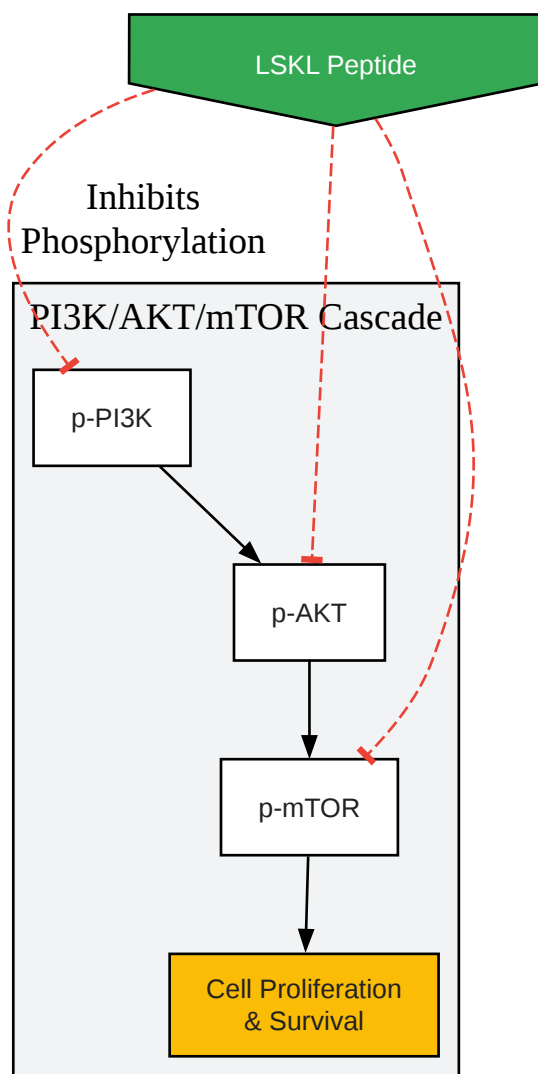 LSKL Peptide
Inhibits
Phosphorylation
PI3K/AKT/mTOR Cascade
p-PI3K
p-AKT
p-mTOR
Cell Proliferation
& Survival